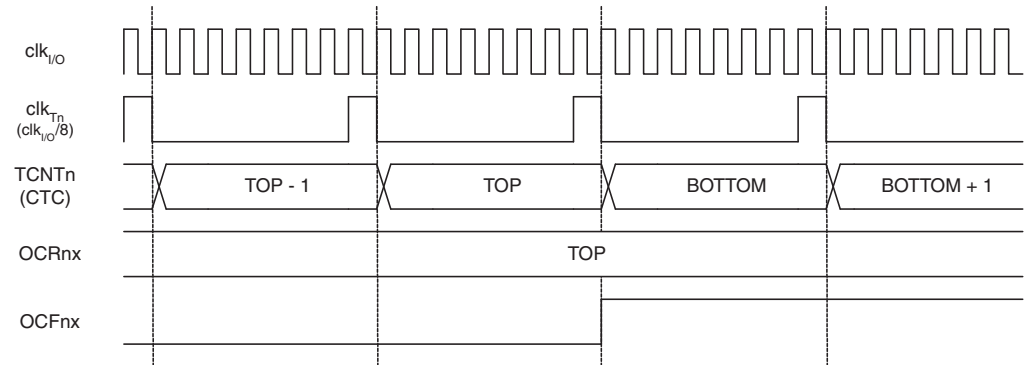 clkI/O
clkTn
(clkI/O/8)
TCNTn
(CTC)
TOP - 1
TOP
BOTTOM
BOTTOM + 1
OCRnx
TOP
OCFnx